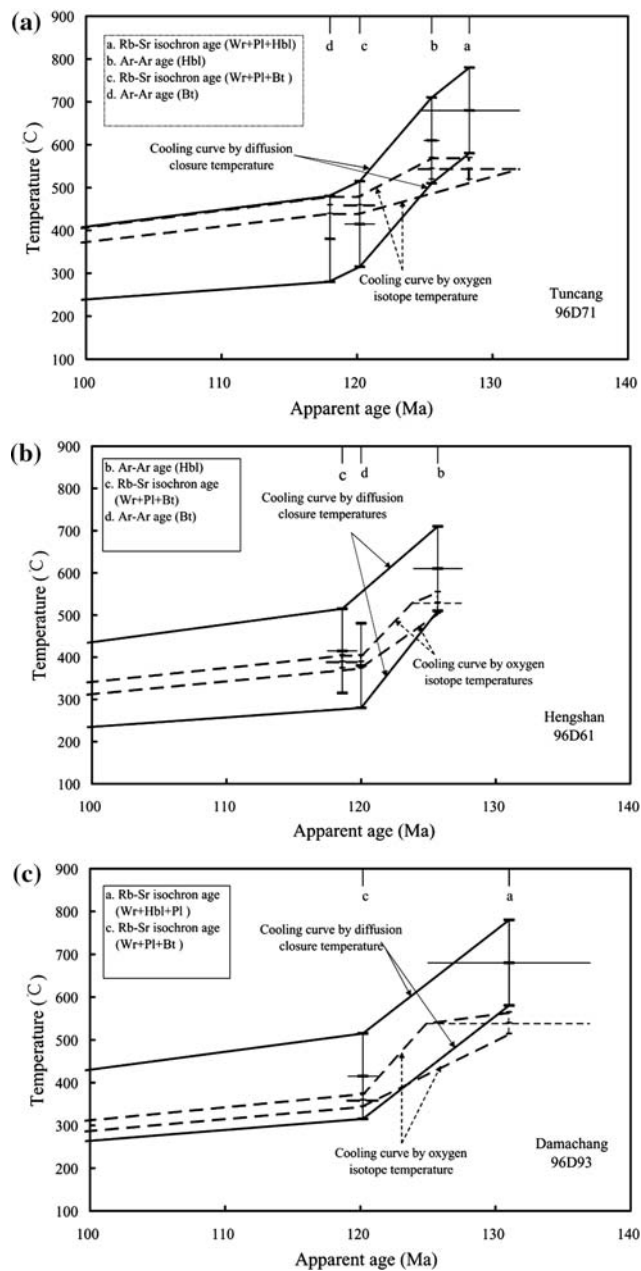 (a)
900
800
700
600
500
400
300
200
100
Temperature (℃)
a. Rb-Sr isochron age (Wr+Pl+Hbl)
b. Ar-Ar age (Hbl)
c. Rb-Sr isochron age (Wr+Pl+Bt )
d. Ar-Ar age (Bt)
d c b a
Cooling curve by diffusion
closure temperature
Cooling curve by oxygen
isotope temperature
Tuncang
96D71
100 110 120 130 140
Apparent age (Ma)
(b)
900
800
700
600
500
400
300
200
100
Temperature (℃)
b. Ar-Ar age (Hbl)
c. Rb-Sr isochron age
(Wr+Pl+Bt)
d. Ar-Ar age (Bt)
c d b
Cooling curve by diffusion
closure temperatures
Cooling curve by oxygen
isotope temperatures
Hengshan
96D61
100 110 120 130 140
Apparent age (Ma)
(c)
900
800
700
600
500
400
300
200
100
Temperature (℃)
a. Rb-Sr isochron age
(Wr+Hbl+Pl )
c. Rb-Sr isochron age
(Wr+Pl+Bt )
c a
Cooling curve by diffusion
closure temperature
Cooling curve by oxygen
isotope temperature
Damachang
96D93
100 110 120 130 140
Apparent age (Ma)